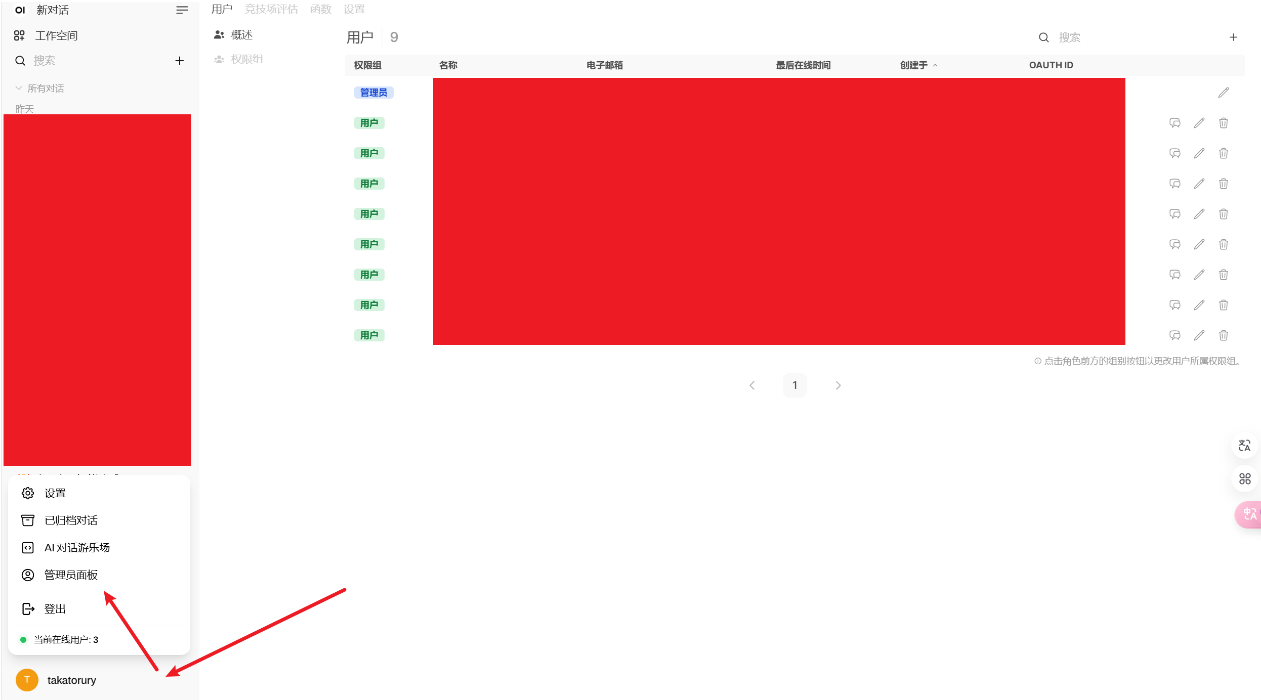 OI 新对话
工作空间
搜索
所有对话
昨天
设置
已归档对话
AI 对话游乐场
管理员面板
登出
当前在线用户: 3
T takatorury
用户 竞技场评估 函数 设置
概述
权限组
用户 9
搜索
权限组 名称 电子邮箱 最后在线时间 创建于 OAUTH ID
管理员
用户
用户
用户
用户
用户
用户
用户
用户
点击角色前方的组别按钮以更改用户所属权限组。
1